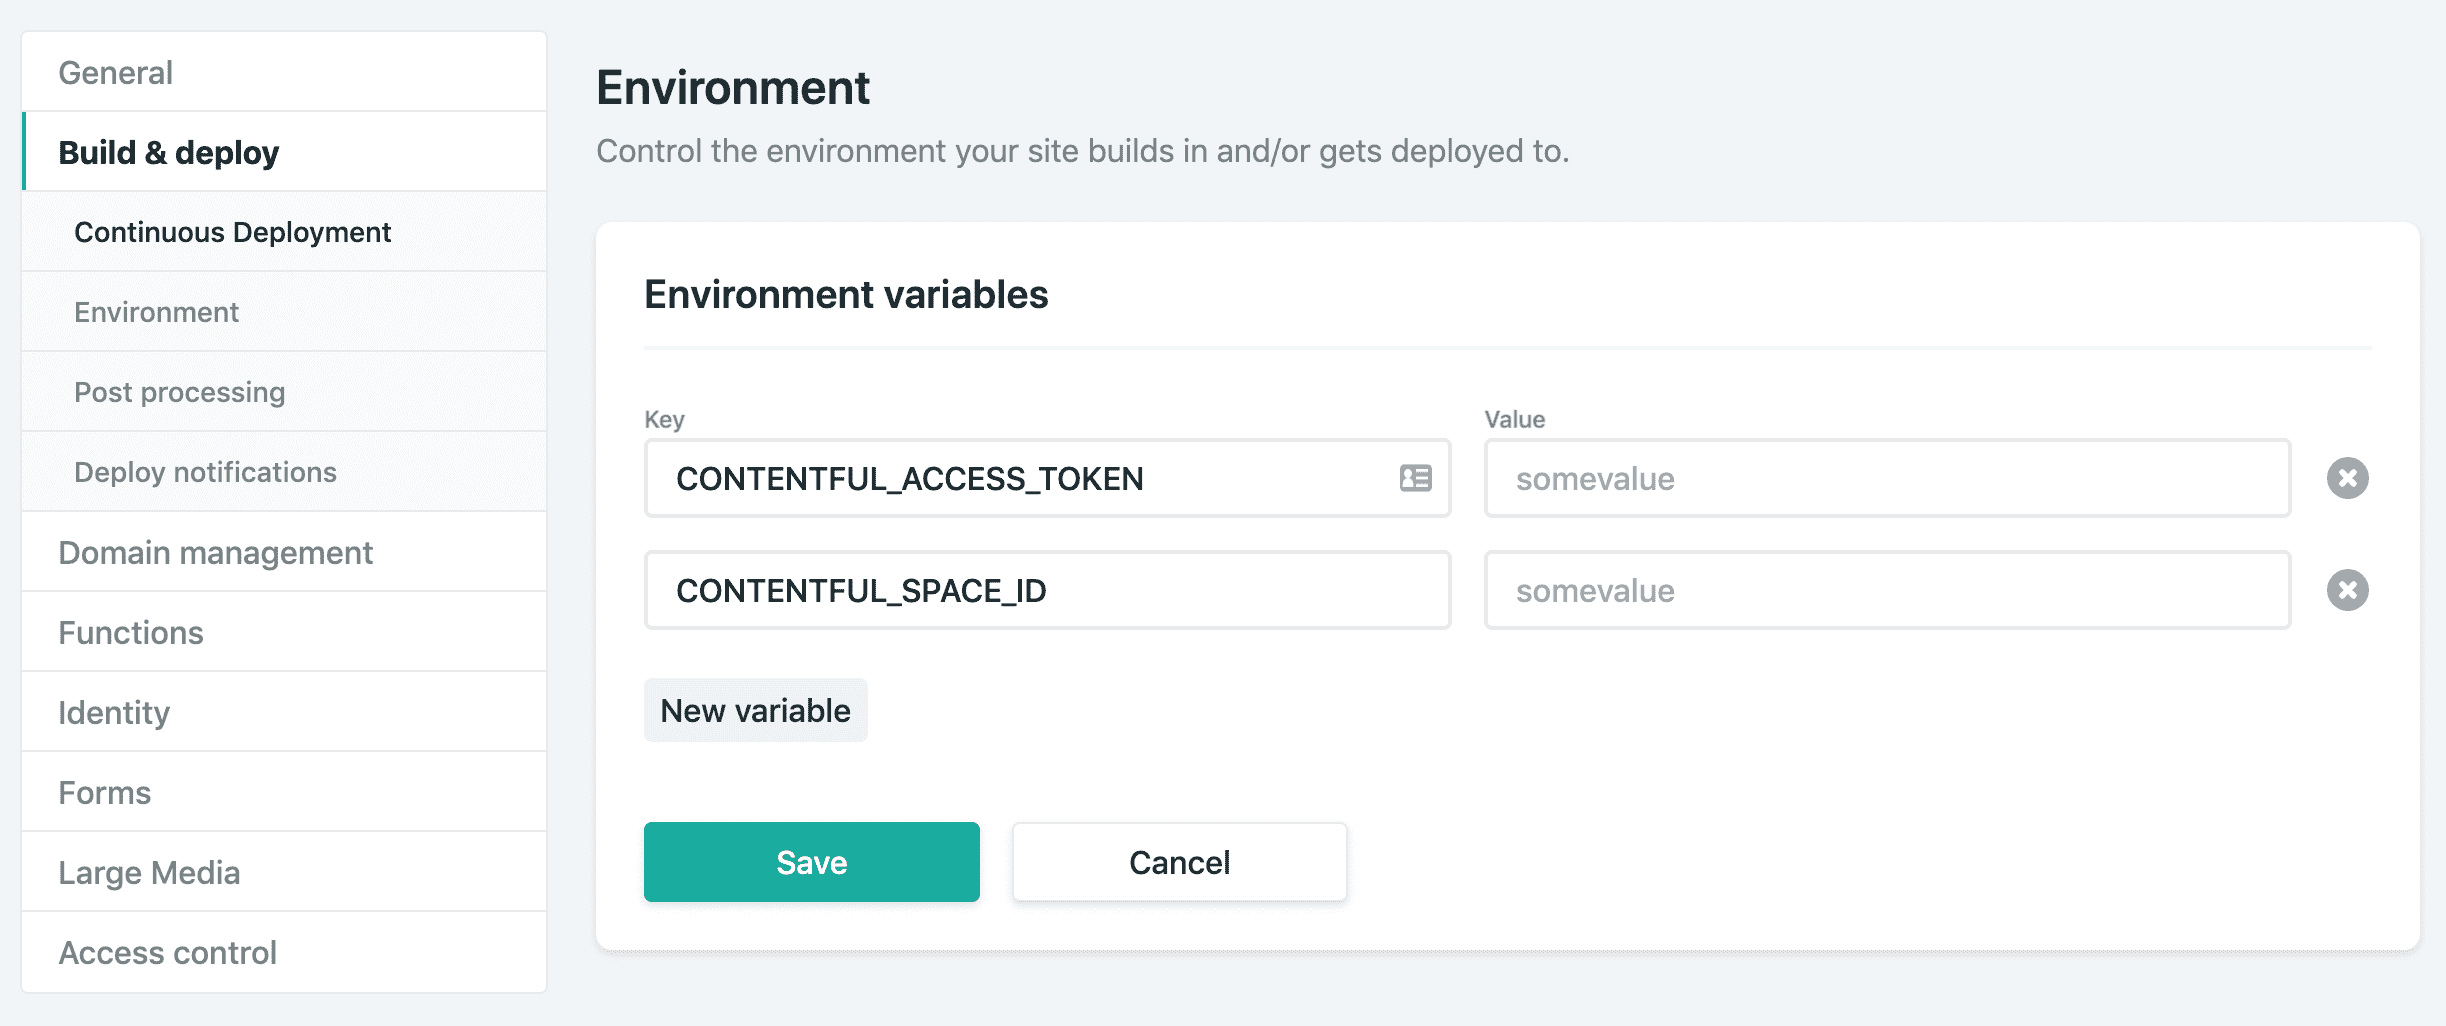 General
Build & deploy
Continuous Deployment
Environment
Post processing
Deploy notifications
Domain management
Functions
Identity
Forms
Large Media
Access control
Environment
Control the environment your site builds in and/or gets deployed to.
Environment variables
Key Value
CONTENTFUL_ACCESS_TOKEN somevalue
CONTENTFUL_SPACE_ID somevalue
New variable
Save Cancel